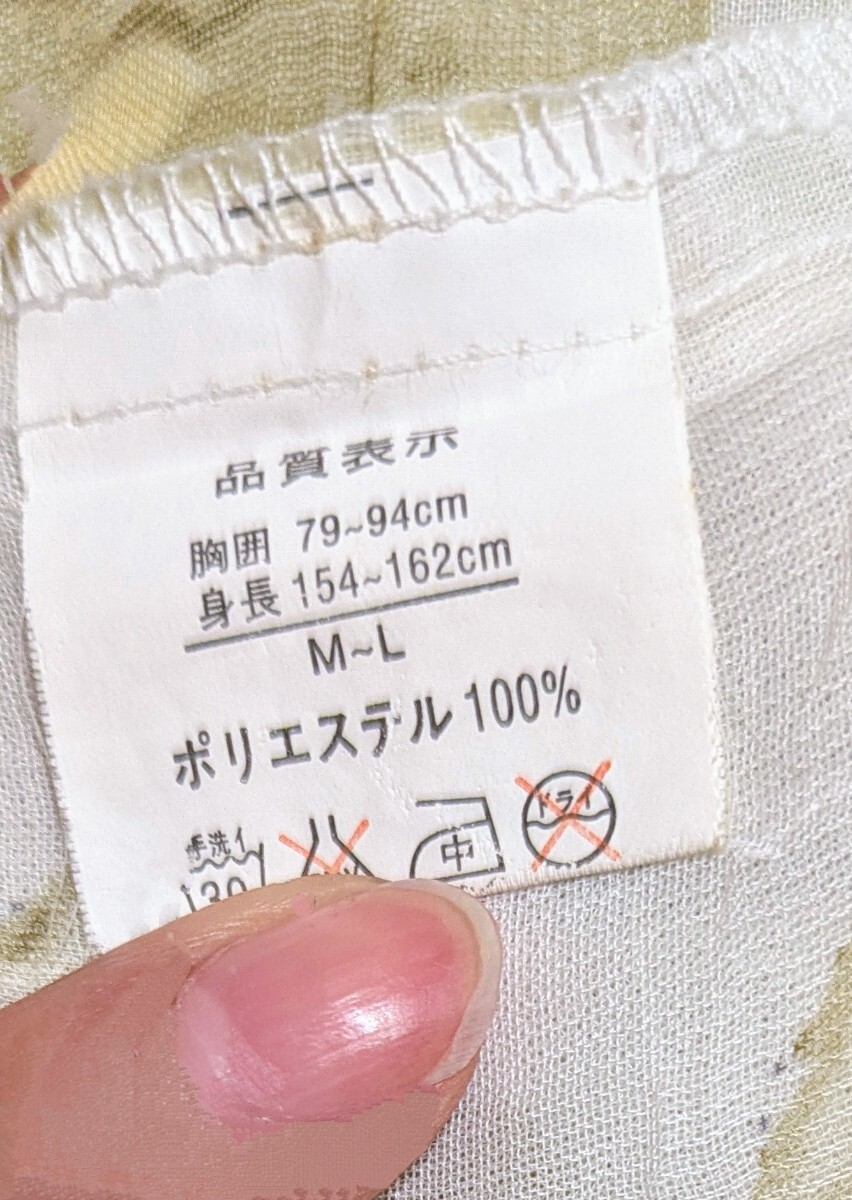 品質表示
胸囲 79~94cm
身長 154~162cm
M~L
ポリエステル 100%
手洗イ 中 ドライ
30